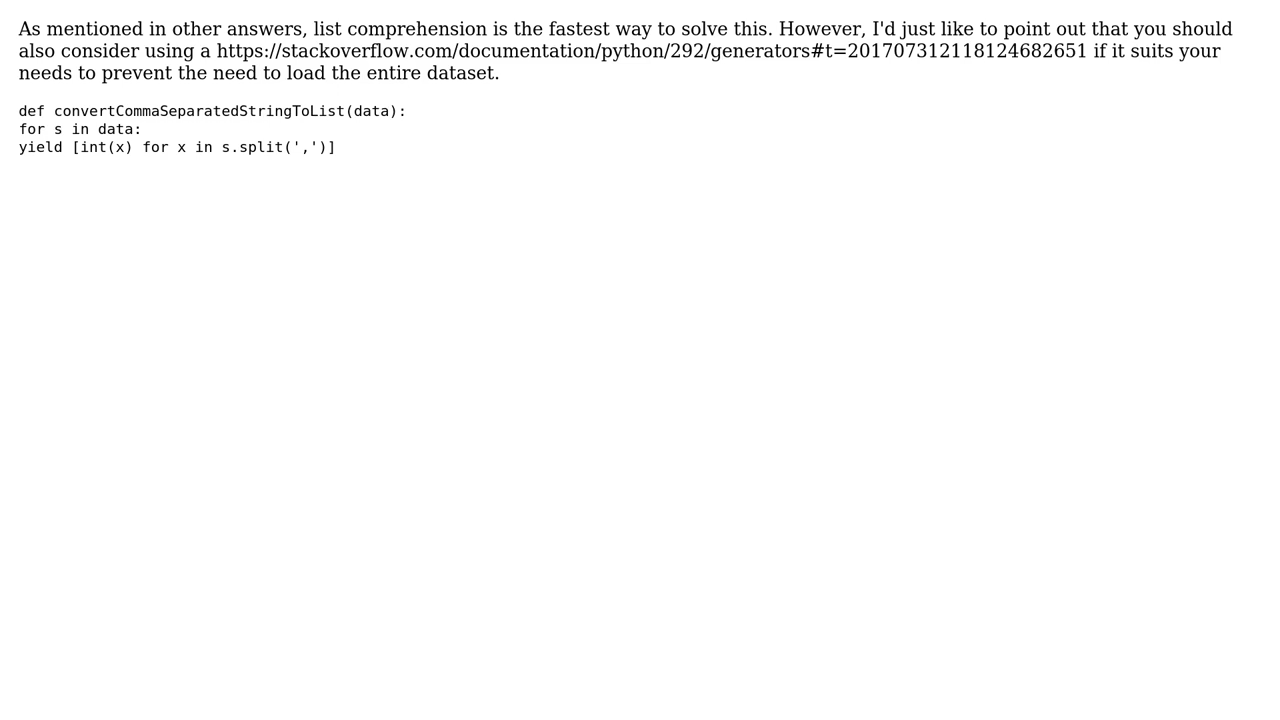 As mentioned in other answers, list comprehension is the fastest way to solve this. However, I'd just like to point out that you should
also consider using a https://stackoverflow.com/documentation/python/292/generators#t=201707312118124682651 if it suits your
needs to prevent the need to load the entire dataset.
def convertCommaSeparatedStringToList(data):
for s in data:
yield [int(x) for x in s.split(',')]